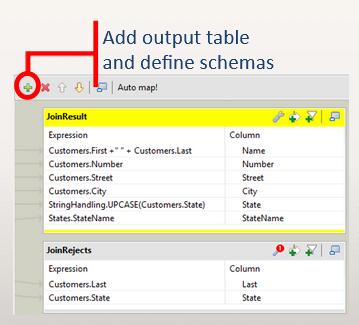 Add output table
and define schemas
Auto map!
JoinResult
Expression Column
Customers.First +" " + Customers.Last Name
Customers.Number Number
Customers.Street Street
Customers.City City
StringHandling.UPCASE(Customers.State) State
States.StateName StateName
JoinRejects
Expression Column
Customers.Last Last
Customers.State State